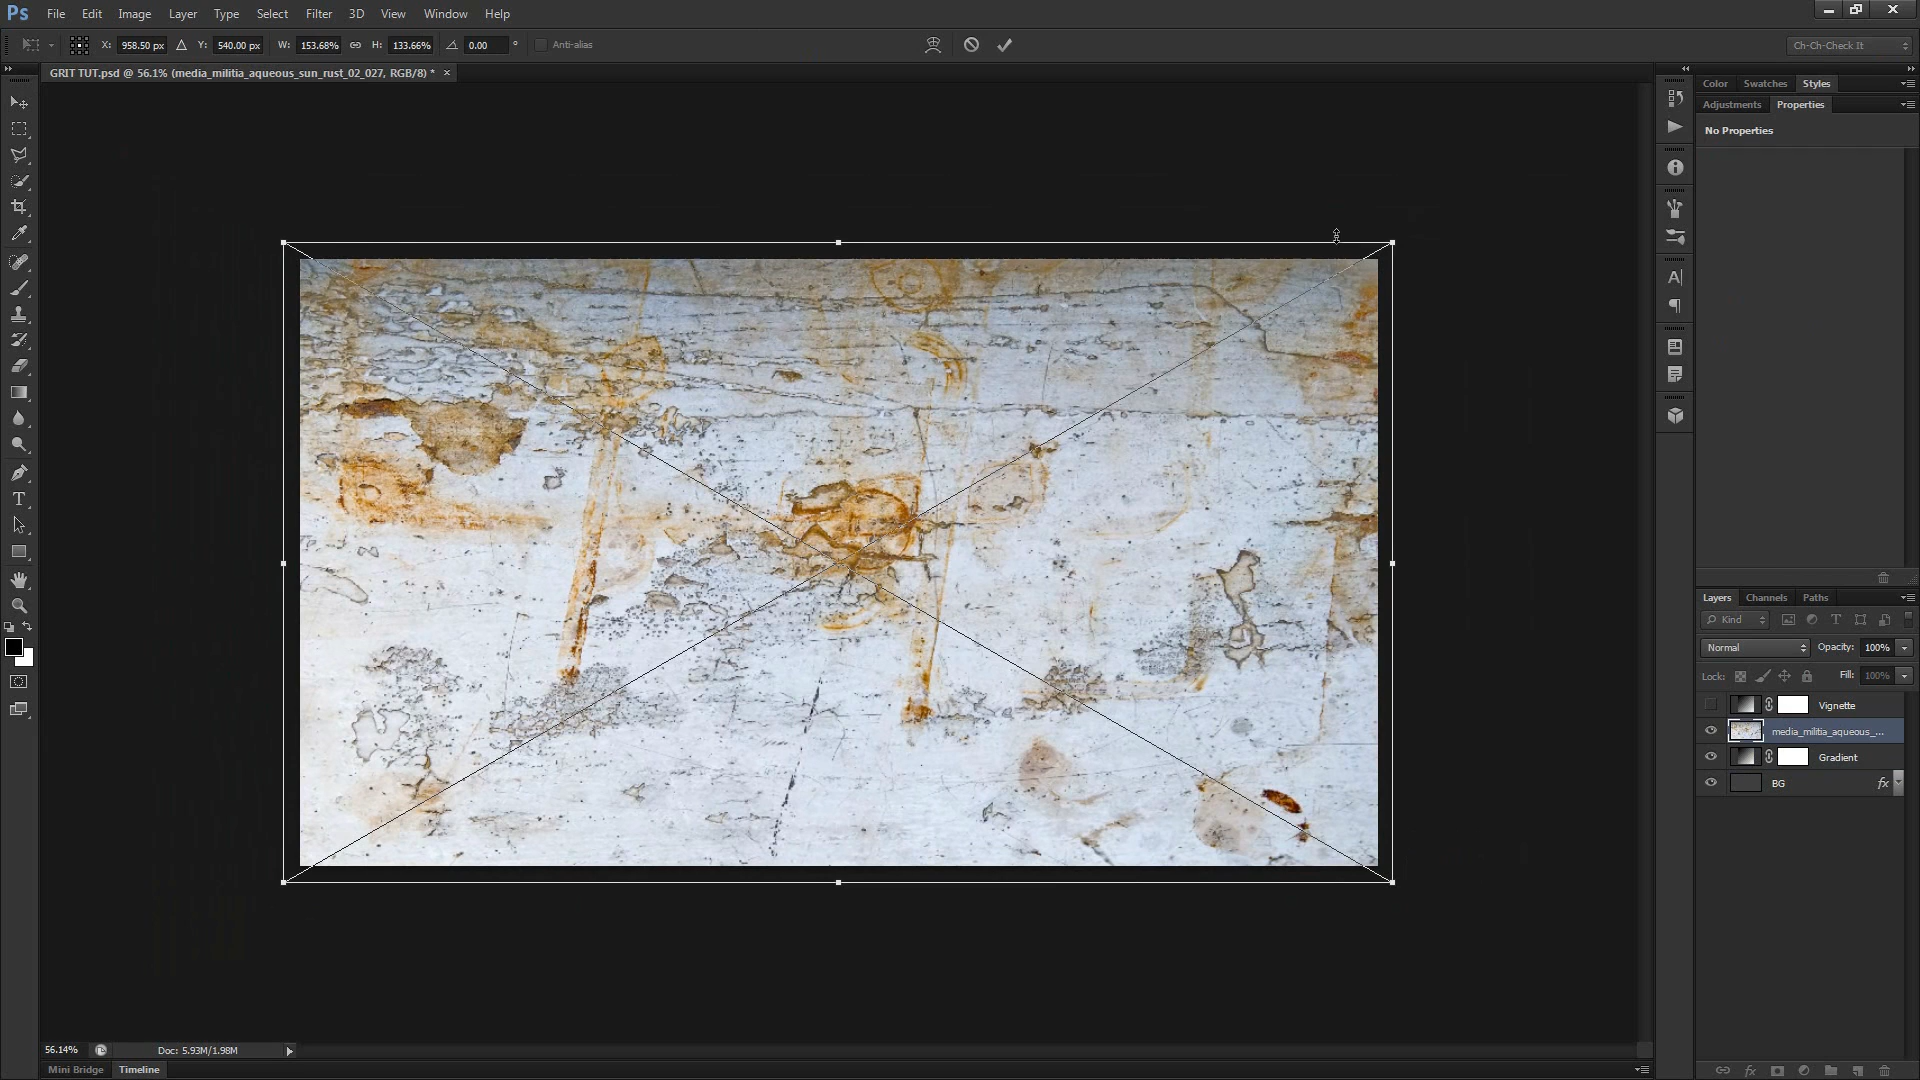 Ps File Edit Image Layer Type Select Filter 3D View Window Help
X: 958.50 px Y: 540.00 px W: 153.68% H: 133.66% 0.00 ° Anti-alias Ch-Ch-Check It
GRIT TUT.psd @ 56.1% (media_militia_aqueous_sun_rust_02_027, RGB/8) * ×
Color Swatches Styles
Adjustments Properties
No Properties
Layers Channels Paths
Kind
Normal Opacity: 100%
Lock: Fill: 100%
Vignette
media_militia_aqueous_...
Gradient
BG fx
56.14% Doc: 5.93M/1.98M
Mini Bridge Timeline